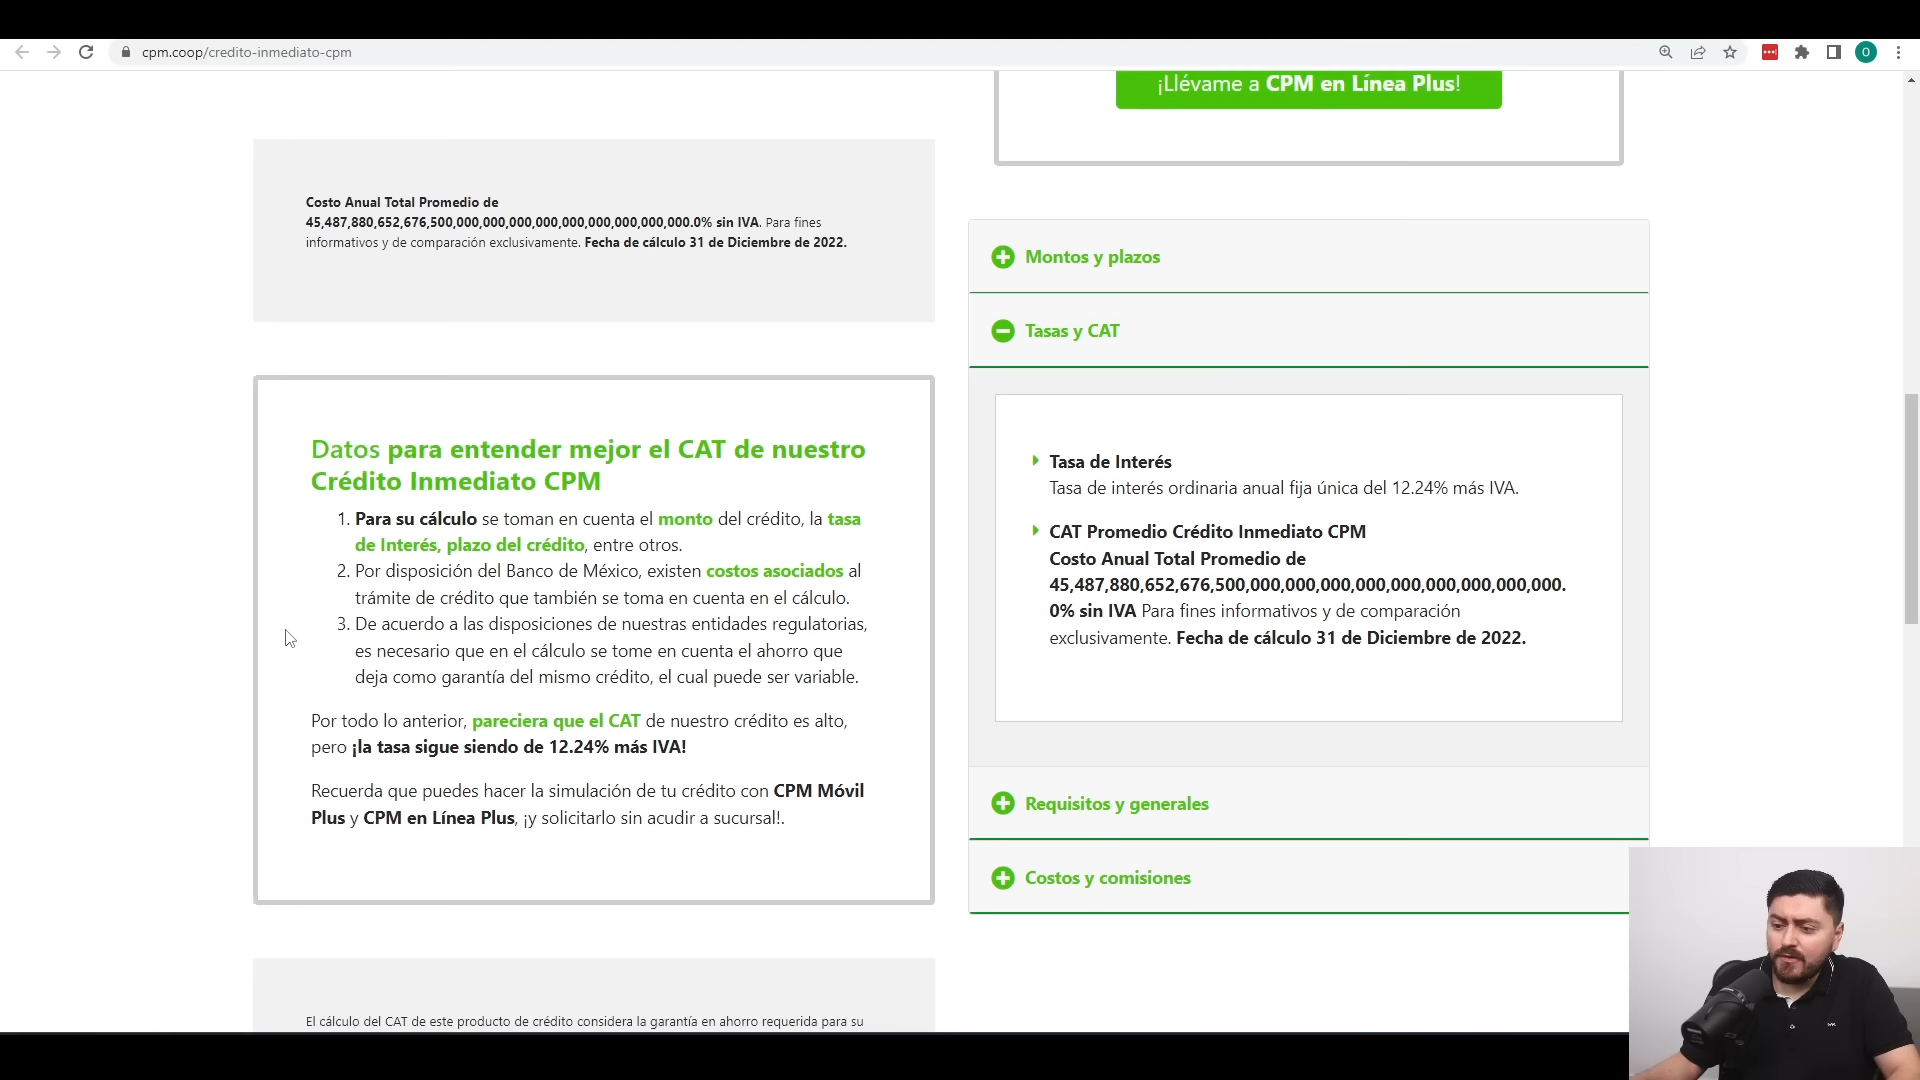 cpm.coop/credito-inmediato-cpm
O
¡Llévame a CPM en Línea Plus!
Costo Anual Total Promedio de
45,487,880,652,676,500,000,000,000,000,000,000,000,000,000,000.0% sin IVA. Para fines
informativos y de comparación exclusivamente. Fecha de cálculo 31 de Diciembre de 2022.
Datos para entender mejor el CAT de nuestro
Crédito Inmediato CPM
1. Para su cálculo se toman en cuenta el monto del crédito, la tasa
de Interés, plazo del crédito, entre otros.
2. Por disposición del Banco de México, existen costos asociados al
trámite de crédito que también se toma en cuenta en el cálculo.
3. De acuerdo a las disposiciones de nuestras entidades regulatorias,
es necesario que en el cálculo se tome en cuenta el ahorro que
deja como garantía del mismo crédito, el cual puede ser variable.
Por todo lo anterior, pareciera que el CAT de nuestro crédito es alto,
pero ¡la tasa sigue siendo de 12.24% más IVA!
Recuerda que puedes hacer la simulación de tu crédito con CPM Móvil
Plus y CPM en Línea Plus, ¡y solicitarlo sin acudir a sucursal!.
El cálculo del CAT de este producto de crédito considera la garantía en ahorro requerida para su
Montos y plazos
Tasas y CAT
Tasa de Interés
Tasa de interés ordinaria anual fija única del 12.24% más IVA.
CAT Promedio Crédito Inmediato CPM
Costo Anual Total Promedio de
45,487,880,652,676,500,000,000,000,000,000,000,000,000,000,000.
0% sin IVA Para fines informativos y de comparación
exclusivamente. Fecha de cálculo 31 de Diciembre de 2022.
Requisitos y generales
Costos y comisiones